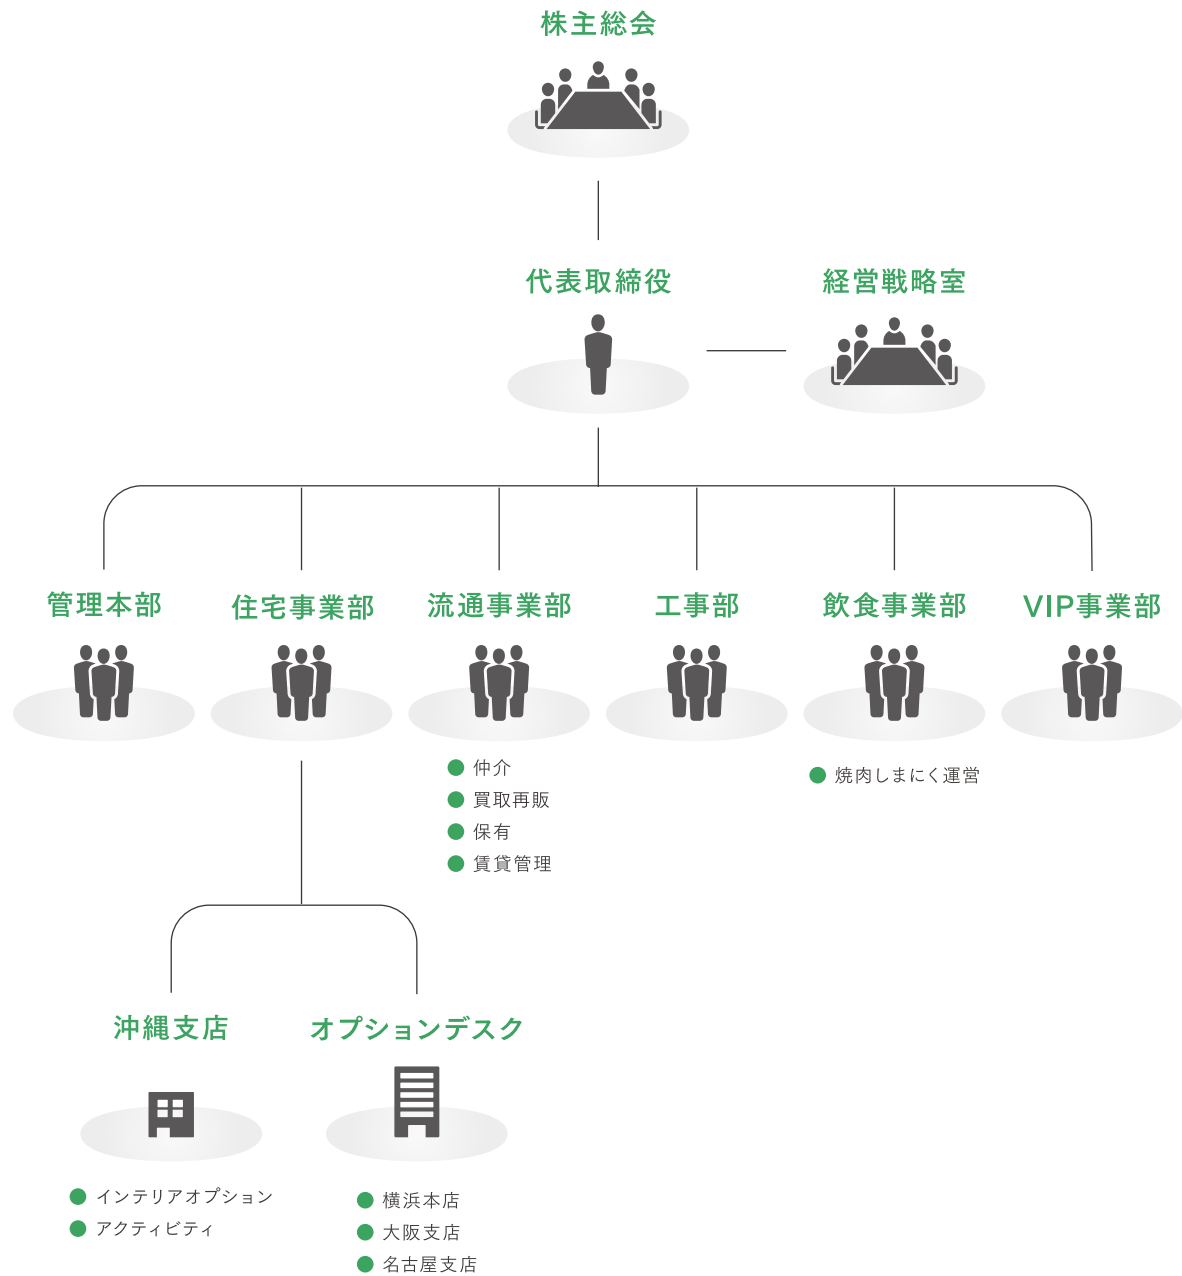 株主総会
代表取締役
経営戦略室
管理本部
住宅事業部
流通事業部
工事部
飲食事業部
VIP事業部
仲介
買取再販
保有
賃貸管理
焼肉しまにく運営
沖縄支店
オプションデスク
インテリアオプション
アクティビティ
横浜本店
大阪支店
名古屋支店